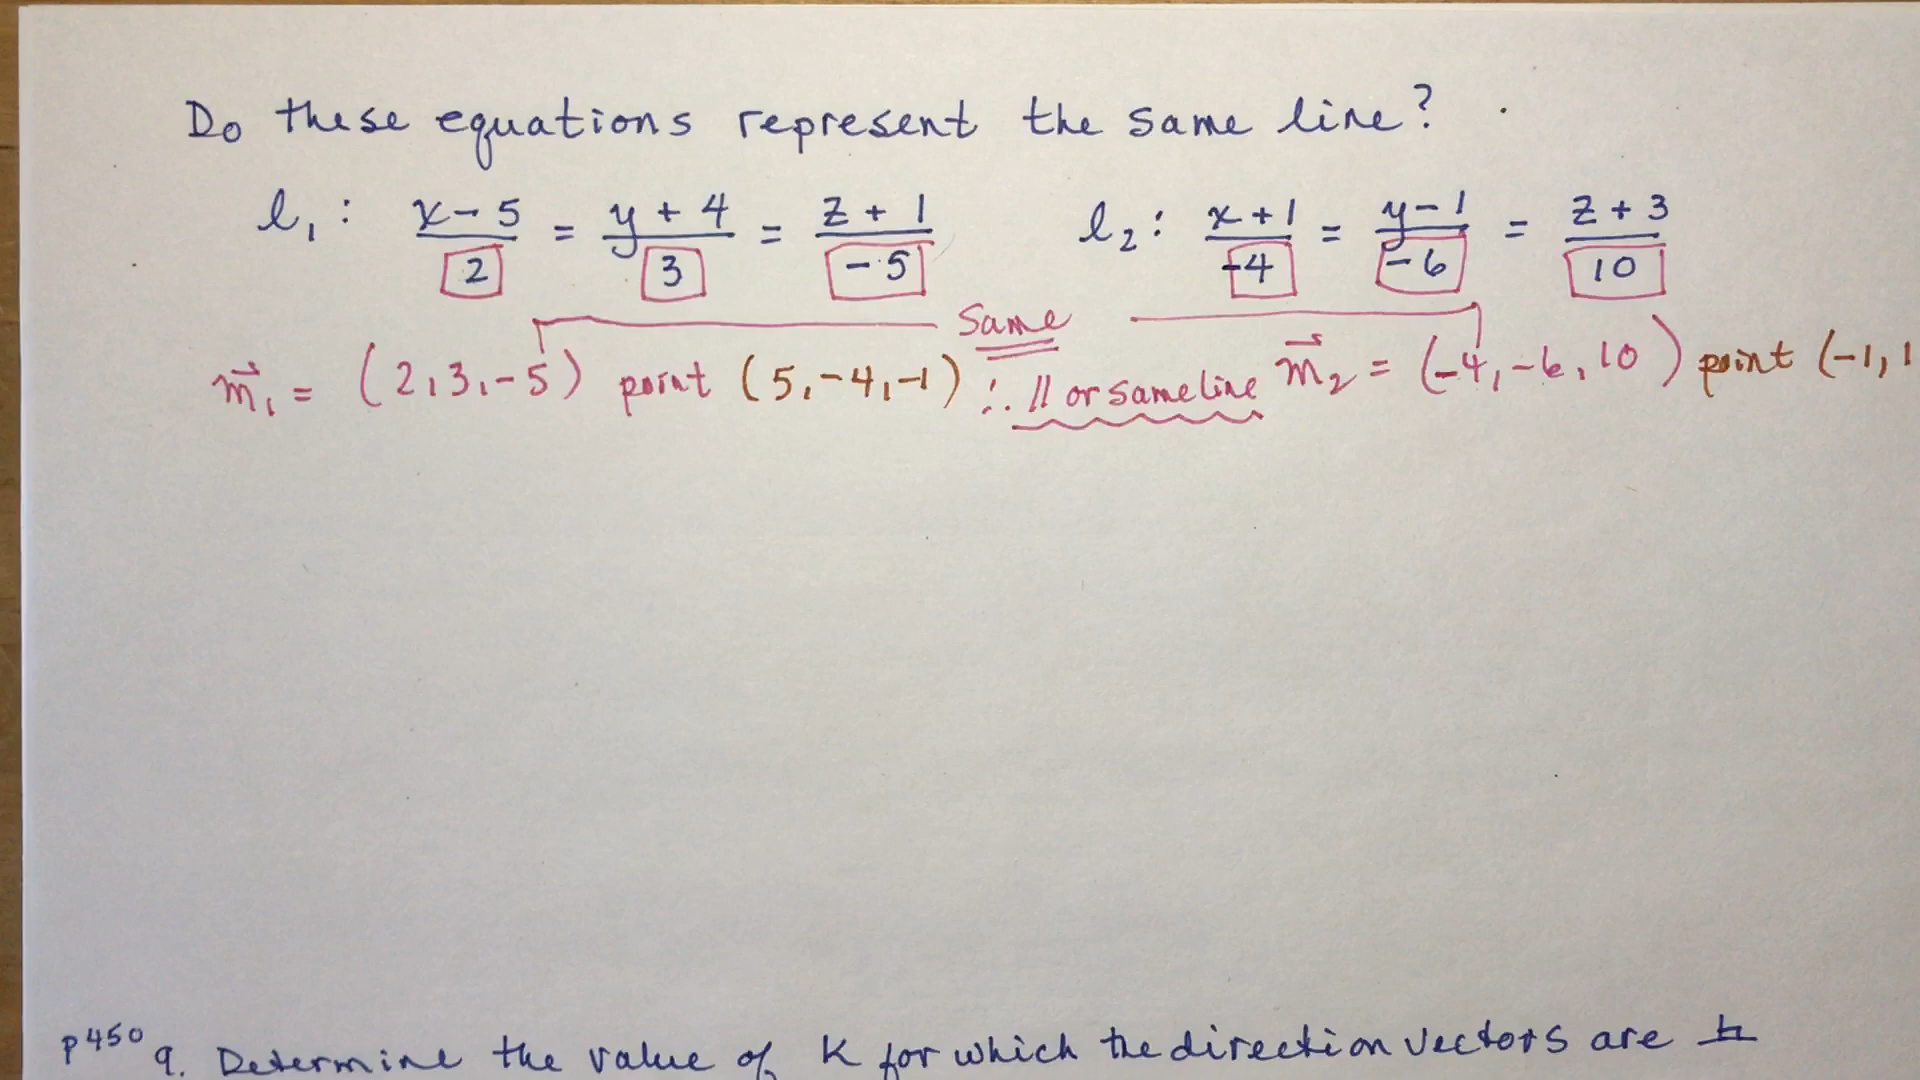 Do these equations represent the same line?
l₁: x-5/2 = y+4/3 = z+1/-5 l₂: x+1/-4 = y-1/-6 = z+3/10
Same
m⃗₁ = (2,3,-5) point (5,-4,-1) ∴ // or same line m⃗₂ = (-4,-6,10) point (-1,1
p450 9. Determine the value of K for which the direction vectors are